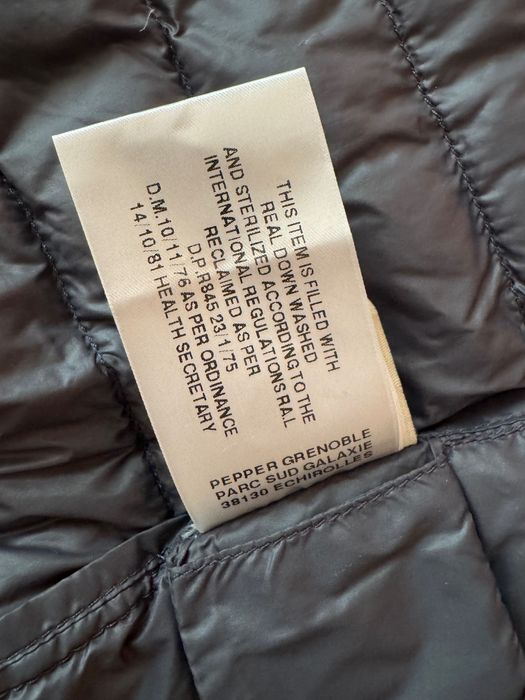 THIS ITEM IS FILLED WITH
REAL DOWN WASHED
AND STERILIZED ACCORDING TO THE
INTERNATIONAL REGULATIONS R.A.L
RECLAIMED AS PER
D.P.R845 23/1/75
D.M.10/11/76 AS PER ORDINANCE
14/10/81 HEALTH SECRETARY
PEPPER GRENOBLE
PARC SUD GALAXIE
38130 ECHIROLLES